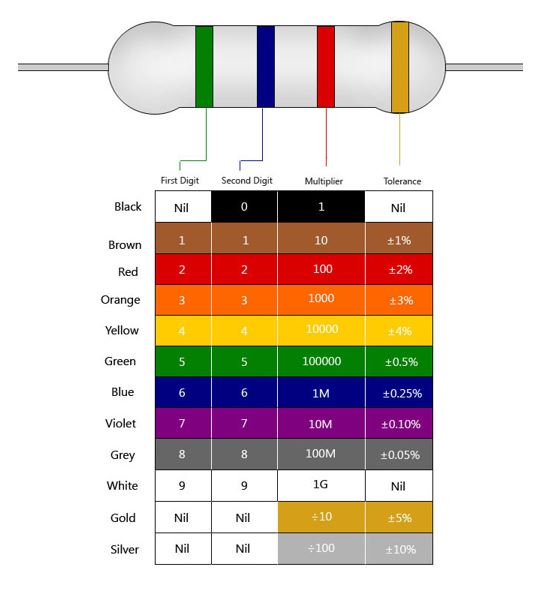 First Digit Second Digit Multiplier Tolerance
Black Nil 0 1 Nil
Brown 1 1 10 ±1%
Red 2 2 100 ±2%
Orange 3 3 1000 ±3%
Yellow 4 4 10000 ±4%
Green 5 5 100000 ±0.5%
Blue 6 6 1M ±0.25%
Violet 7 7 10M ±0.10%
Grey 8 8 100M ±0.05%
White 9 9 1G Nil
Gold Nil Nil ÷10 ±5%
Silver Nil Nil ÷100 ±10%